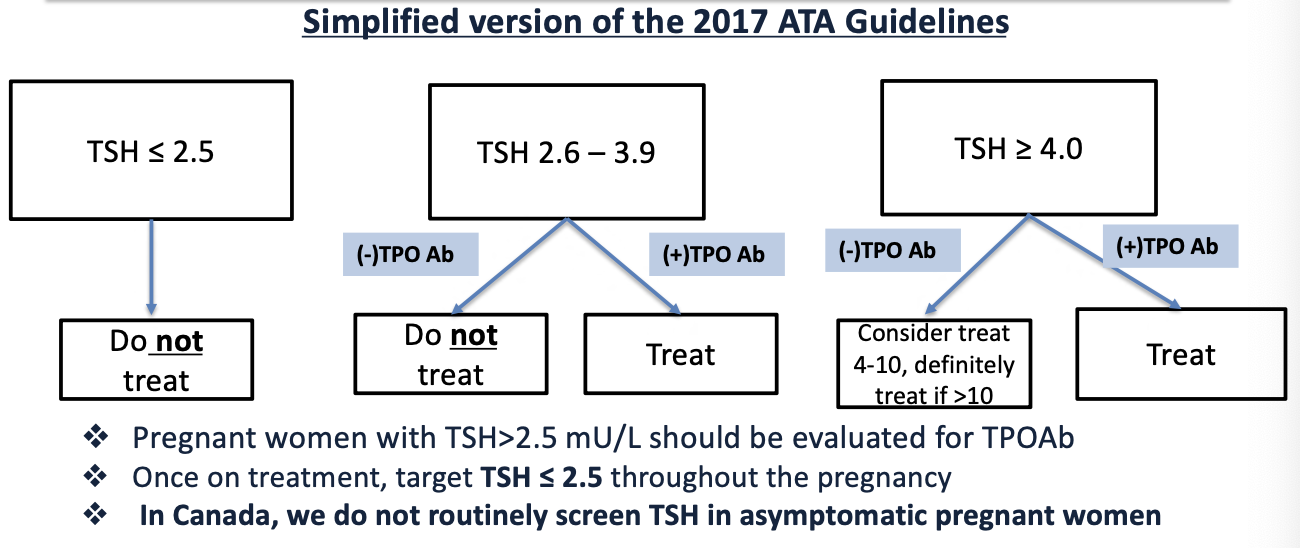 Simplified version of the 2017 ATA Guidelines
TSH ≤ 2.5
TSH 2.6 – 3.9
TSH ≥ 4.0
(-)TPO Ab
(+)TPO Ab
(-)TPO Ab
(+)TPO Ab
Do not
treat
Do not
treat
Treat
Consider treat
4-10, definitely
treat if >10
Treat
❖ Pregnant women with TSH>2.5 mU/L should be evaluated for TPOAb
❖ Once on treatment, target TSH ≤ 2.5 throughout the pregnancy
❖ In Canada, we do not routinely screen TSH in asymptomatic pregnant women